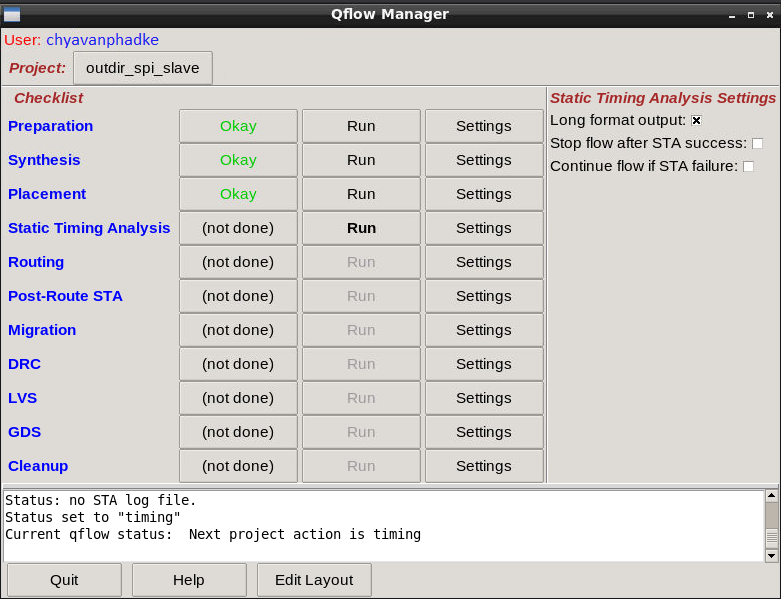 Qflow Manager
User: chyavanphadke
Project: outdir_spi_slave
Checklist
Preparation Okay Run Settings
Synthesis Okay Run Settings
Placement Okay Run Settings
Static Timing Analysis (not done) Run Settings
Routing (not done) Run Settings
Post-Route STA (not done) Run Settings
Migration (not done) Run Settings
DRC (not done) Run Settings
LVS (not done) Run Settings
GDS (not done) Run Settings
Cleanup (not done) Run Settings
Static Timing Analysis Settings
Long format output:
Stop flow after STA success:
Continue flow if STA failure:
Status: no STA log file.
Status set to "timing"
Current qflow status:  Next project action is timing
Quit Help Edit Layout